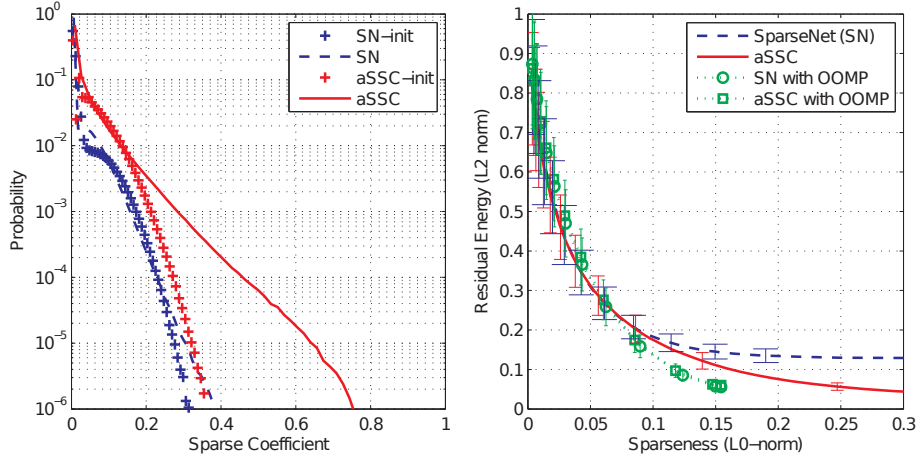 10^0
10^-1
10^-2
10^-3
10^-4
10^-5
10^-6
Probability
0 0.2 0.4 0.6 0.8 1
Sparse Coefficient
SN−init
SN
aSSC−init
aSSC
1
0.9
0.8
0.7
0.6
0.5
0.4
0.3
0.2
0.1
0
Residual Energy (L2 norm)
0 0.05 0.1 0.15 0.2 0.25 0.3
Sparseness (L0−norm)
SparseNet (SN)
aSSC
SN with OOMP
aSSC with OOMP